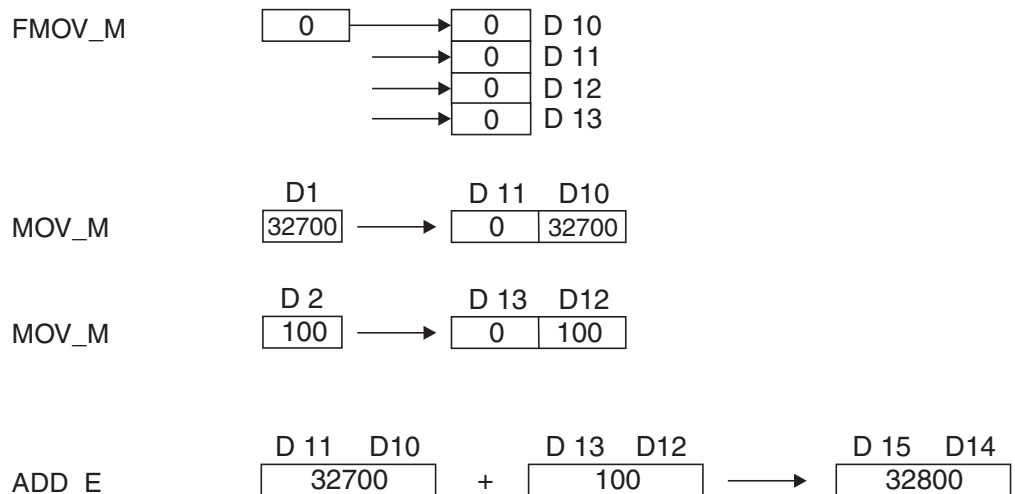 FMOV_M 0 0 D 10
0 D 11
0 D 12
0 D 13
D1 D 11 D10
MOV_M 32700 0 32700
D 2 D 13 D12
MOV_M 100 0 100
D 11 D10 D 13 D12 D 15 D14
ADD E 32700 + 100 32800